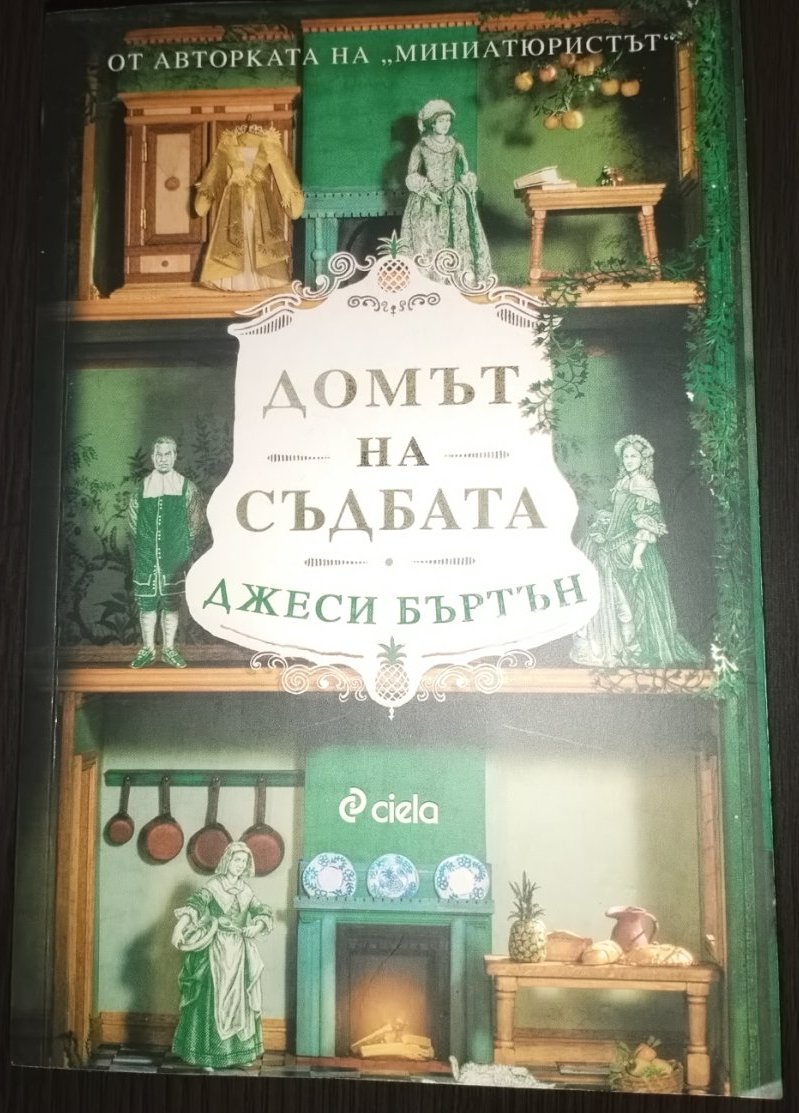 ОТ АВТОРКАТА НА „МИНИАТЮРИСТЪТ“
ДОМЪТ
НА
СЪДБАТА
ДЖЕСИ БЪРТЪН
ciela